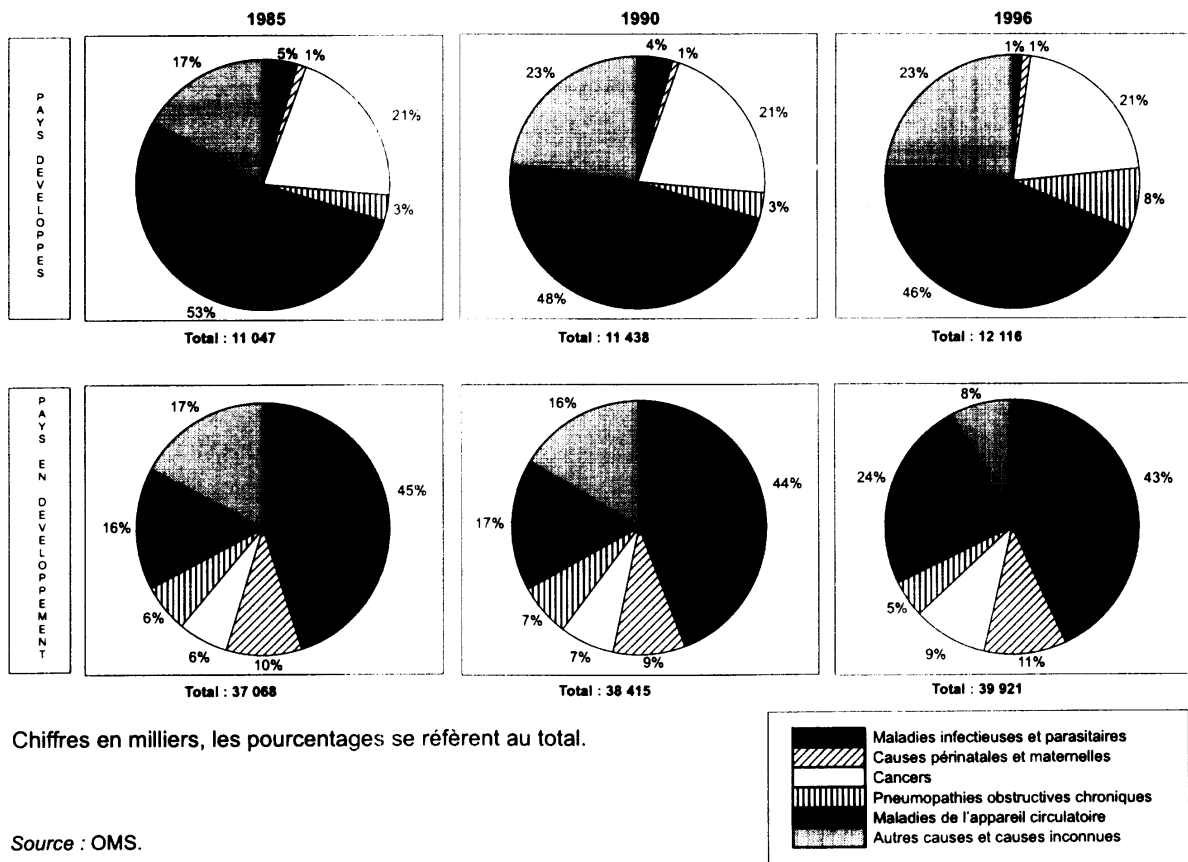 1985
1990
1996
PAYS DEVELOPPES
17%
5%
1%
21%
3%
53%
Total : 11 047
23%
4%
1%
21%
3%
48%
Total : 11 438
23%
1%
1%
21%
8%
46%
Total : 12 116
PAYS EN DEVELOPPEMENT
17%
45%
16%
6%
6%
10%
Total : 37 068
16%
44%
17%
7%
7%
9%
Total : 38 415
8%
43%
24%
5%
9%
11%
Total : 39 921
Chiffres en milliers, les pourcentages se réfèrent au total.
Maladies infectieuses et parasitaires
Causes périnatales et maternelles
Cancers
Pneumopathies obstructives chroniques
Maladies de l'appareil circulatoire
Autres causes et causes inconnues
Source : OMS.